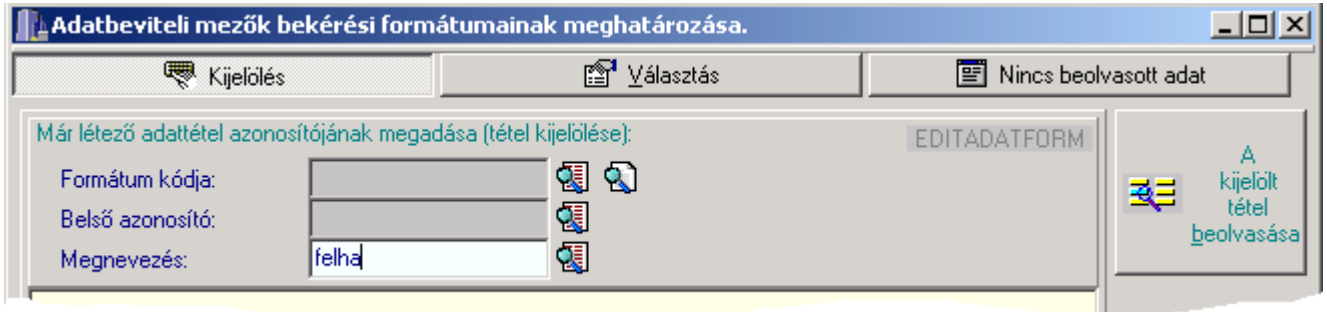 Adatbeviteli mezők bekérési formátumainak meghatározása.
Kijelölés
Választás
Nincs beolvasott adat
Már létező adattétel azonosítójának megadása (tétel kijelölése):
EDITADATFORM
Formátum kódja:
Belső azonosító:
Megnevezés:
felha
A
kijelölt
tétel
beolvasása